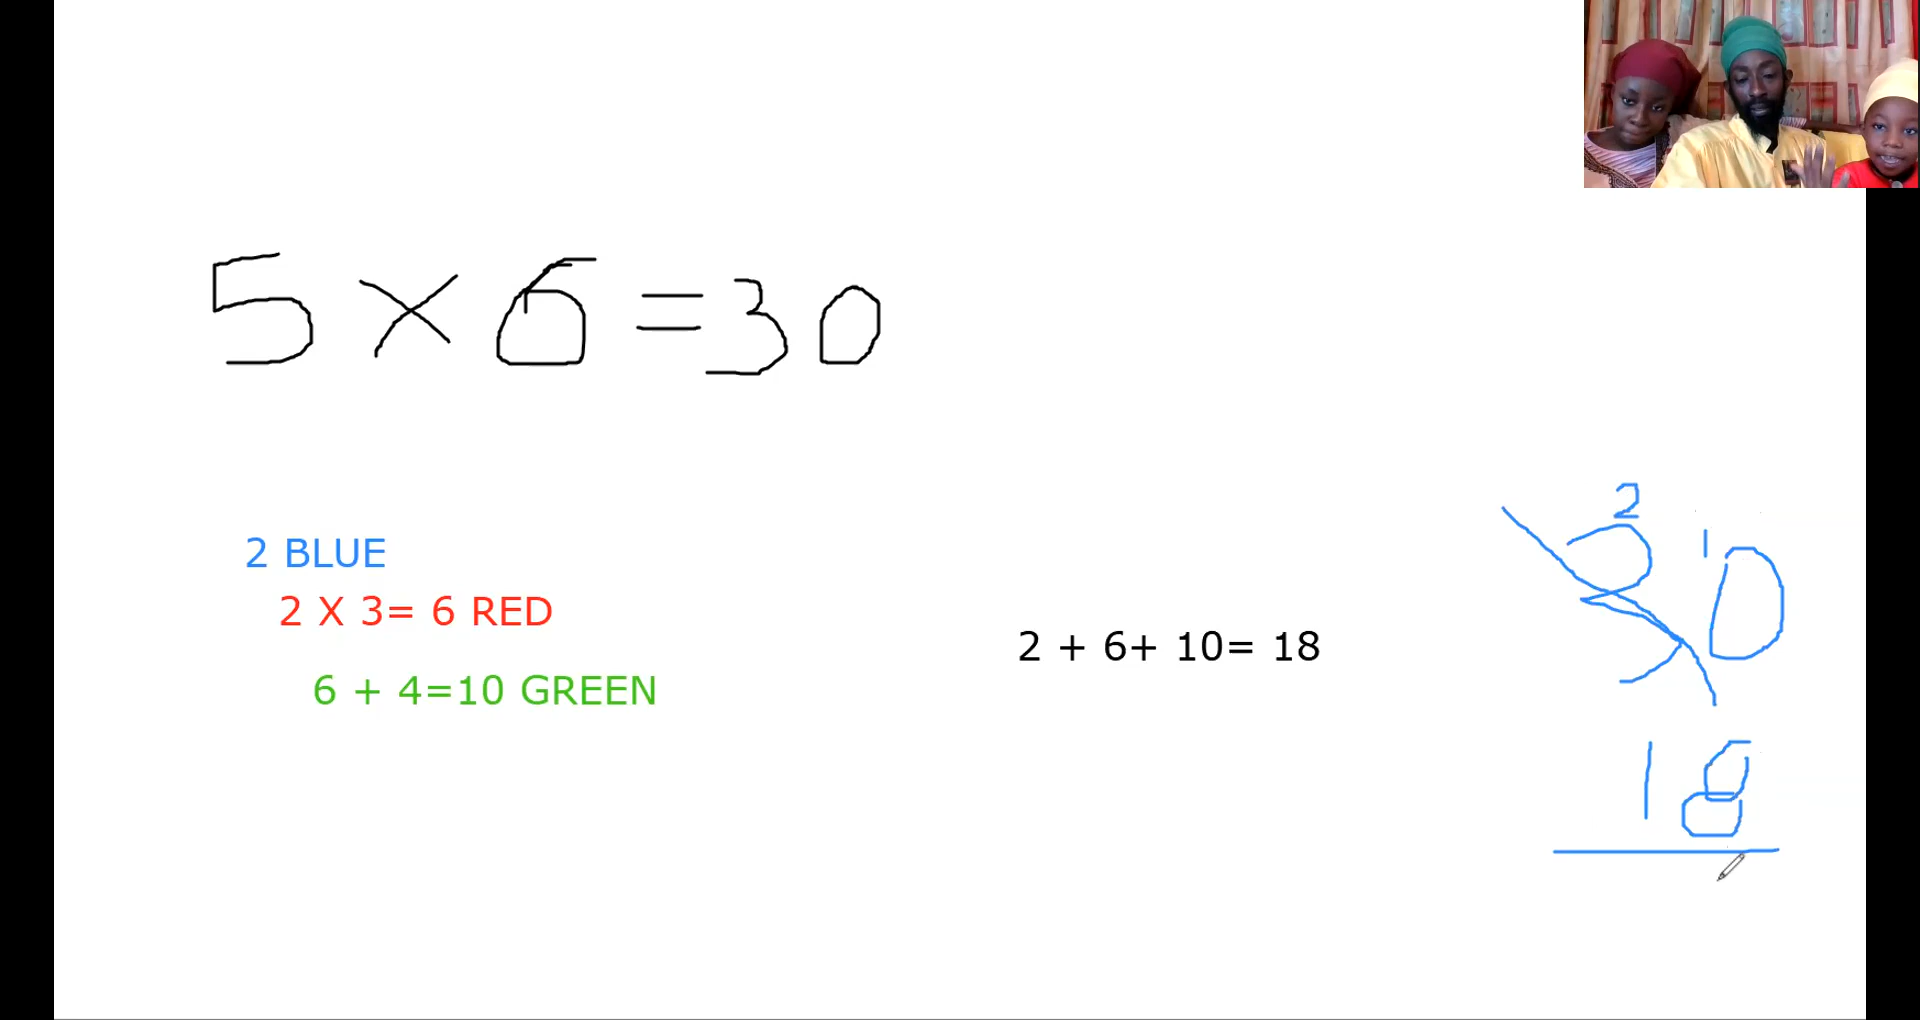 5 × 6 = 30
2 BLUE
2 X 3= 6 RED
6 + 4=10 GREEN
2 + 6+ 10= 18
2 1
30
18